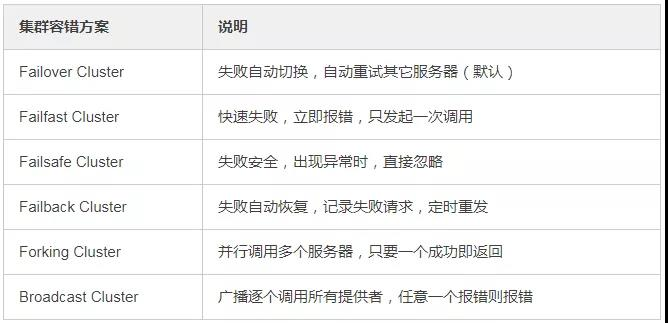 集群容错方案 说明
Failover Cluster 失败自动切换，自动重试其它服务器（默认）
Failfast Cluster 快速失败，立即报错，只发起一次调用
Failsafe Cluster 失败安全，出现异常时，直接忽略
Failback Cluster 失败自动恢复，记录失败请求，定时重发
Forking Cluster 并行调用多个服务器，只要一个成功即返回
Broadcast Cluster 广播逐个调用所有提供者，任意一个报错则报错